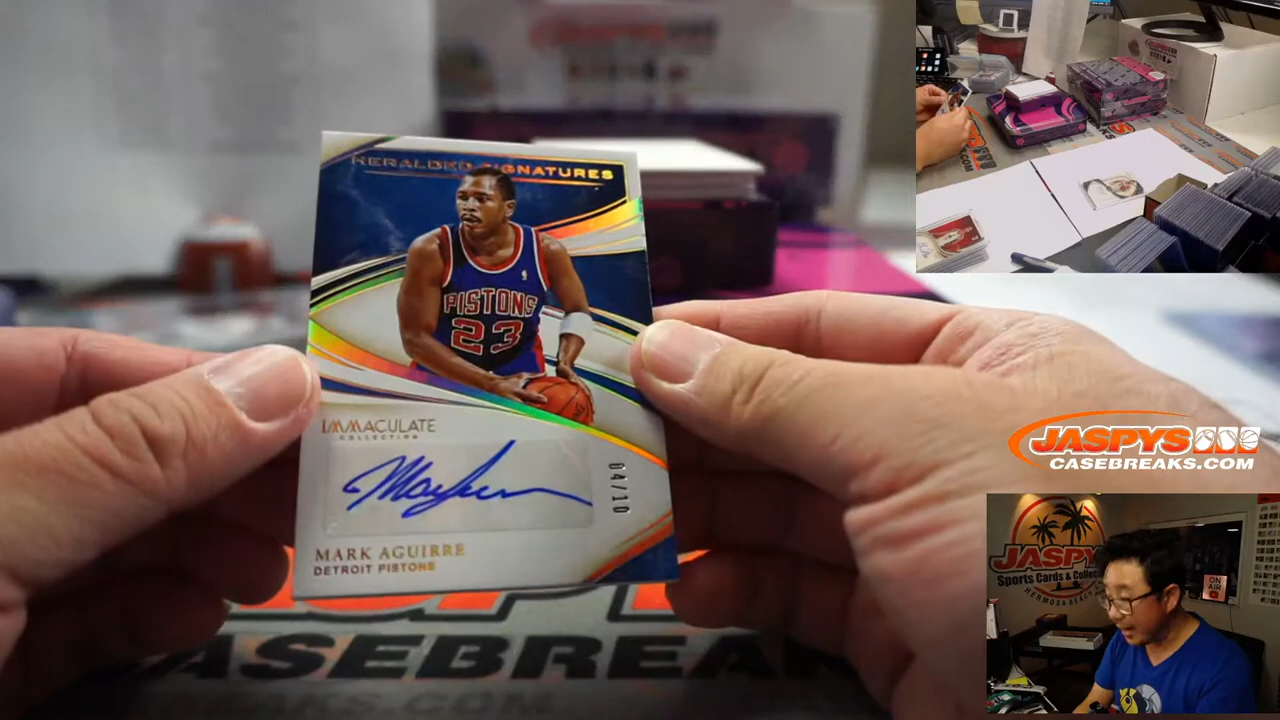 HERALDED SIGNATURES
PISTONS
23
IMMACULATE
COLLECTION
04/10
MARK AGUIRRE
DETROIT PISTONS
CASEBREAK
JASPYS
CASEBREAKS.COM
JASPYS
Sports Cards &
HERMOSA BEACH
ON
AIR
JASPYS